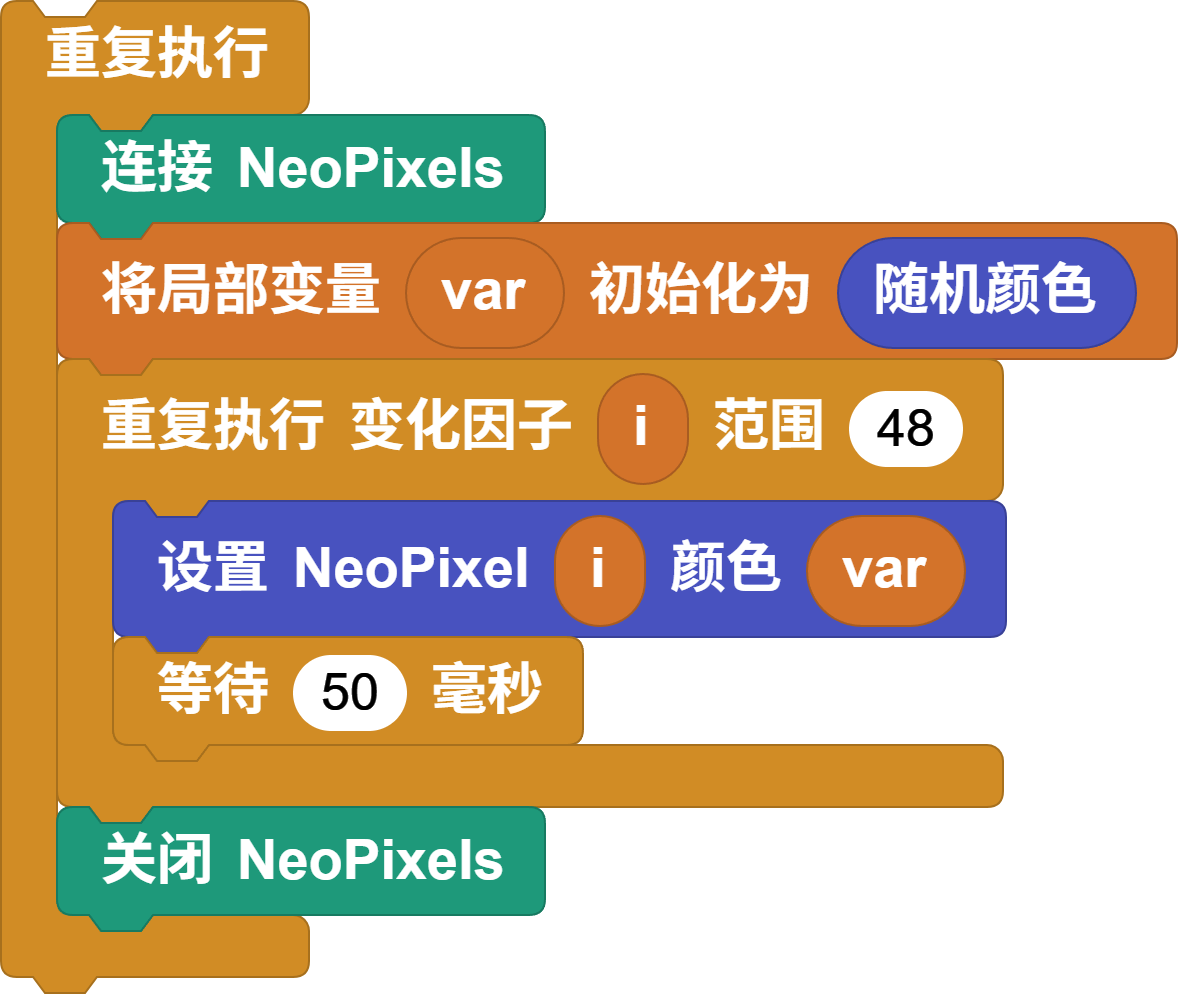 重复执行
连接 NeoPixels
将局部变量 var 初始化为 随机颜色
重复执行 变化因子 i 范围 48
设置 NeoPixel i 颜色 var
等待 50 毫秒
关闭 NeoPixels